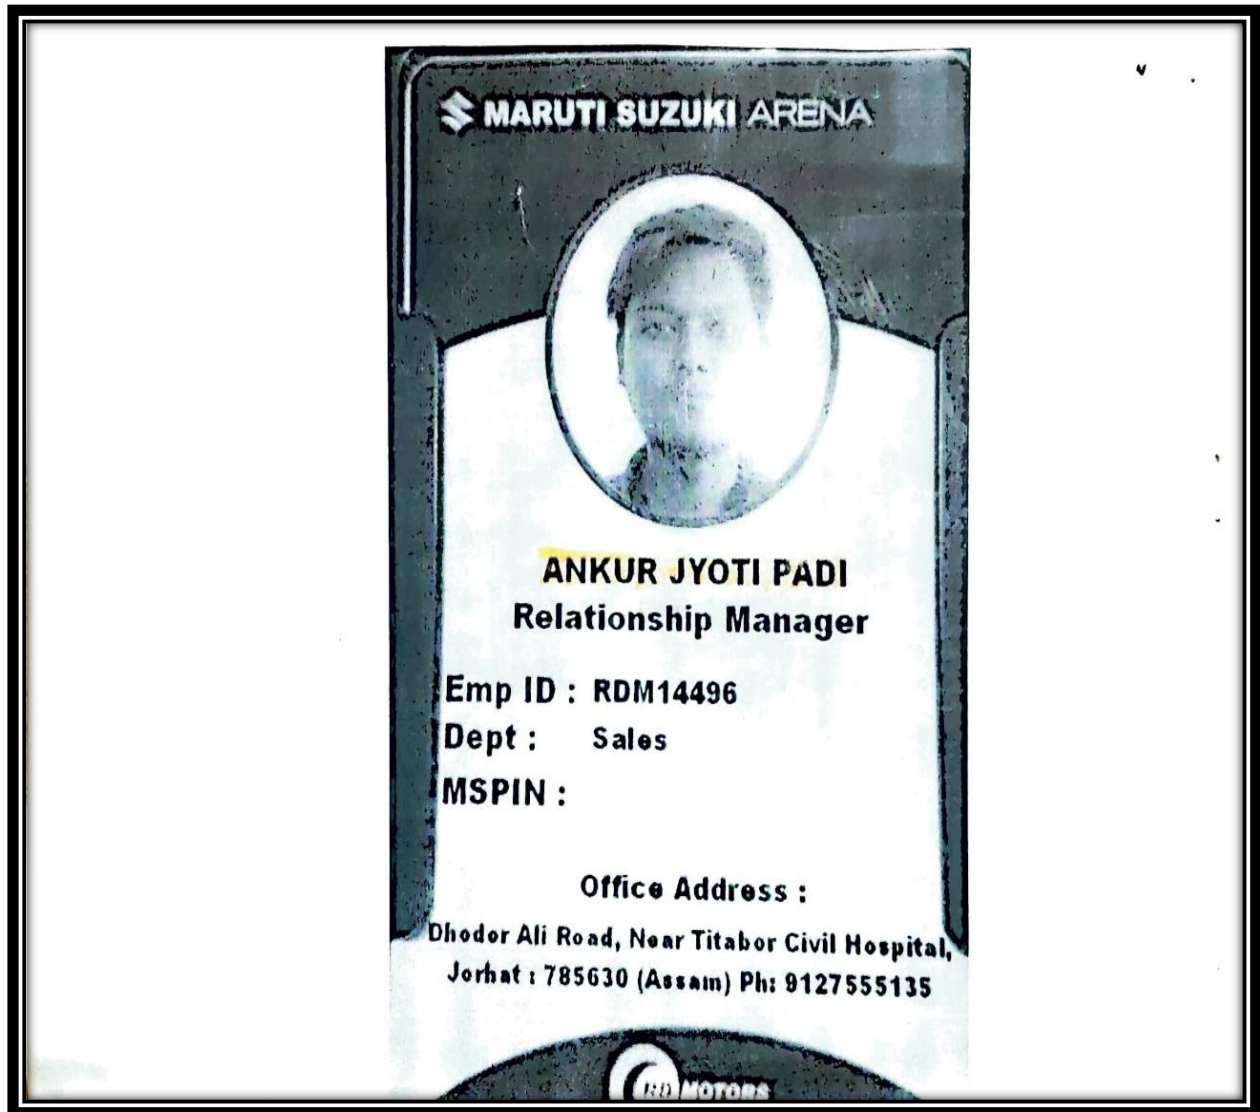 MARUTI SUZUKI ARENA
ANKUR JYOTI PADI
Relationship Manager
Emp ID : RDM14496
Dept : Sales
MSPIN :
Office Address :
Dhodor Ali Road, Near Titabor Civil Hospital,
Jorhat : 785630 (Assam) Ph: 9127555135
RD MOTORS